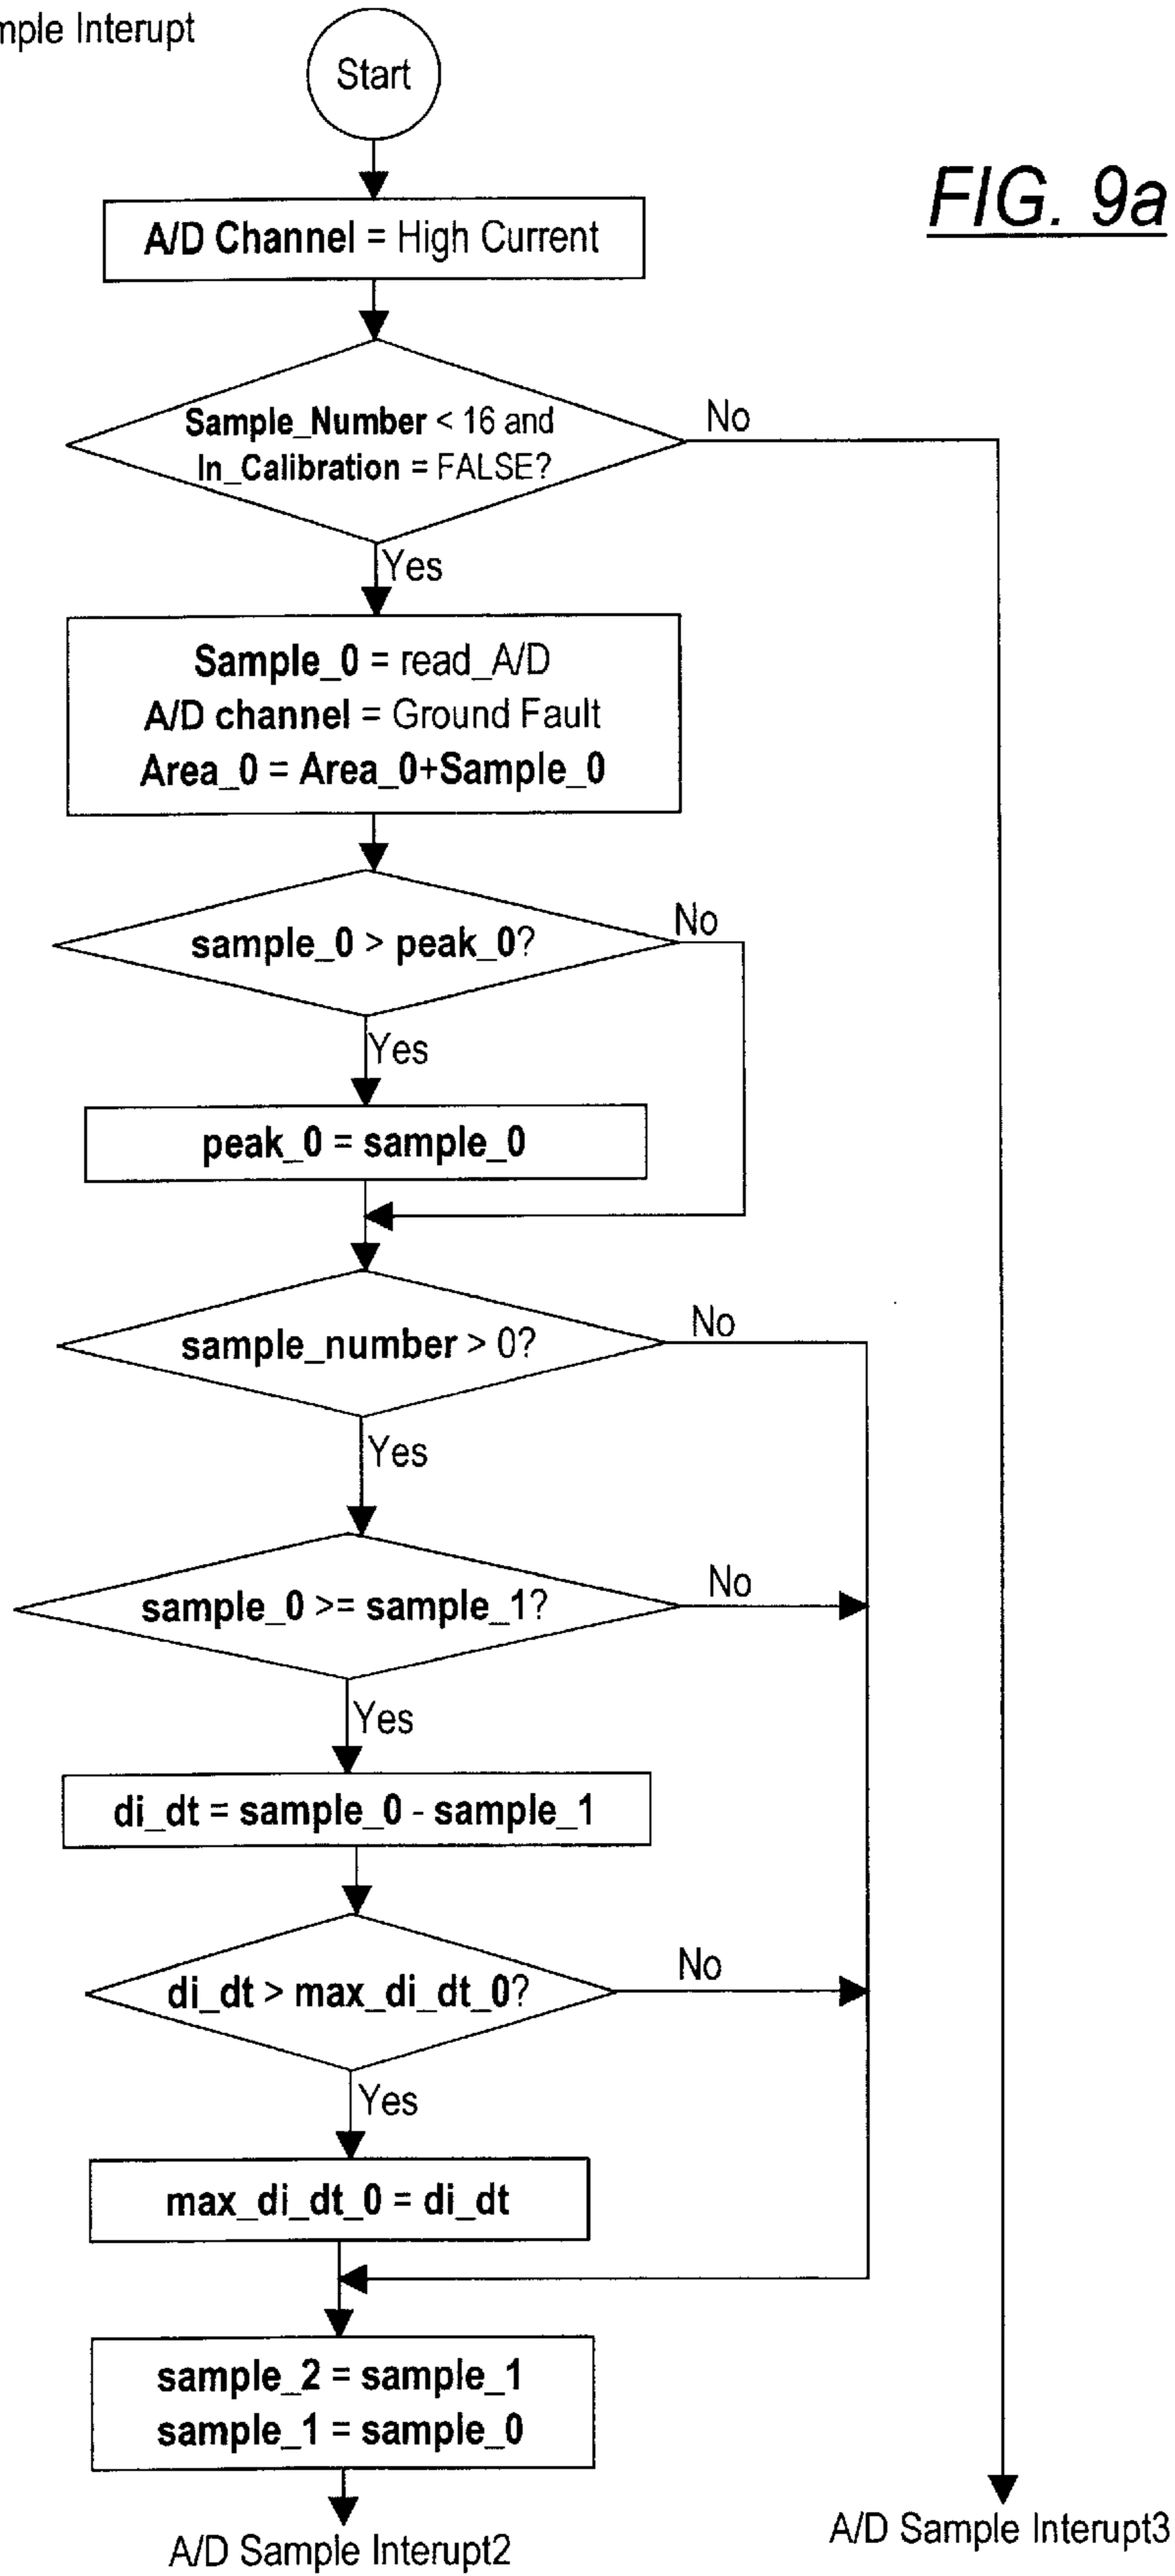 Interupt
Start
FIG. 9a
A/D Channel = High Current
Sample_Number < 16 and
In_Calibration = FALSE?
No
Yes
Sample_0 = read_A/D
A/D channel = Ground Fault
Area_0 = Area_0+Sample_0
sample_0 > peak_0?
No
Yes
peak_0 = sample_0
sample_number > 0?
No
Yes
sample_0 >= sample_1?
No
Yes
di_dt = sample_0 - sample_1
di_dt > max_di_dt_0?
No
Yes
max_di_dt_0 = di_dt
sample_2 = sample_1
sample_1 = sample_0
A/D Sample Interupt2
A/D Sample Interupt3